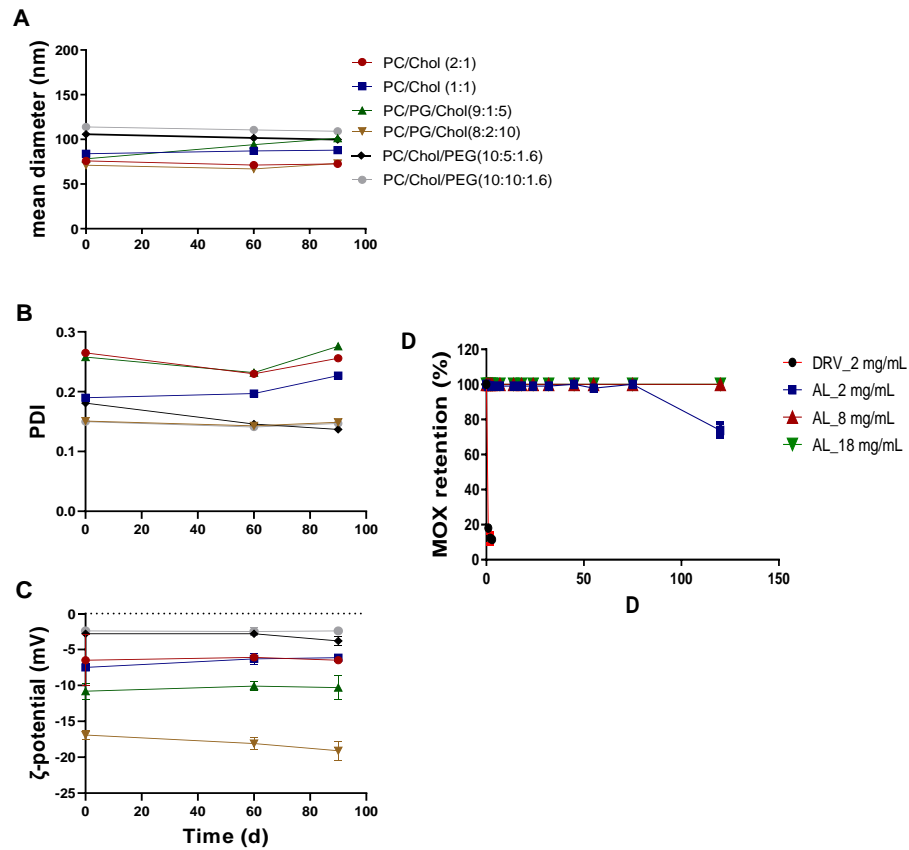 A
mean diameter (nm)
200
150
100
50
0
0 20 40 60 80 100
PC/Chol (2:1)
PC/Chol (1:1)
PC/PG/Chol(9:1:5)
PC/PG/Chol(8:2:10)
PC/Chol/PEG(10:5:1.6)
PC/Chol/PEG(10:10:1.6)
B
PDI
0.3
0.2
0.1
0.0
0 20 40 60 80 100
C
ζ-potential (mV)
0
-5
-10
-15
-20
-25
0 20 40 60 80 100
Time (d)
D
MOX retention (%)
120
100
80
60
40
20
0
0 50 100 150
D
DRV_2 mg/mL
AL_2 mg/mL
AL_8 mg/mL
AL_18 mg/mL